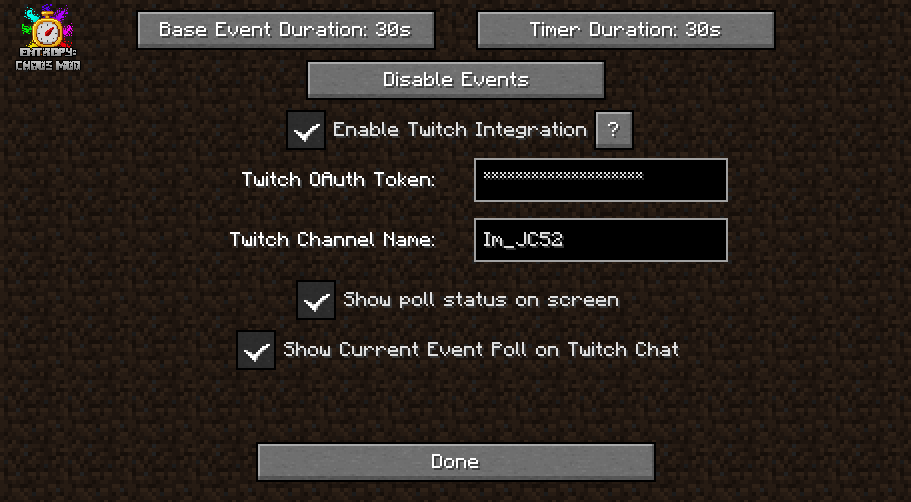 ENTROPY:
CHAOS MOD
Base Event Duration: 30s
Timer Duration: 30s
Disable Events
Enable Twitch Integration
?
Twitch OAuth Token:
********************
Twitch Channel Name:
Im_JC52
Show poll status on screen
Show Current Event Poll on Twitch Chat
Done